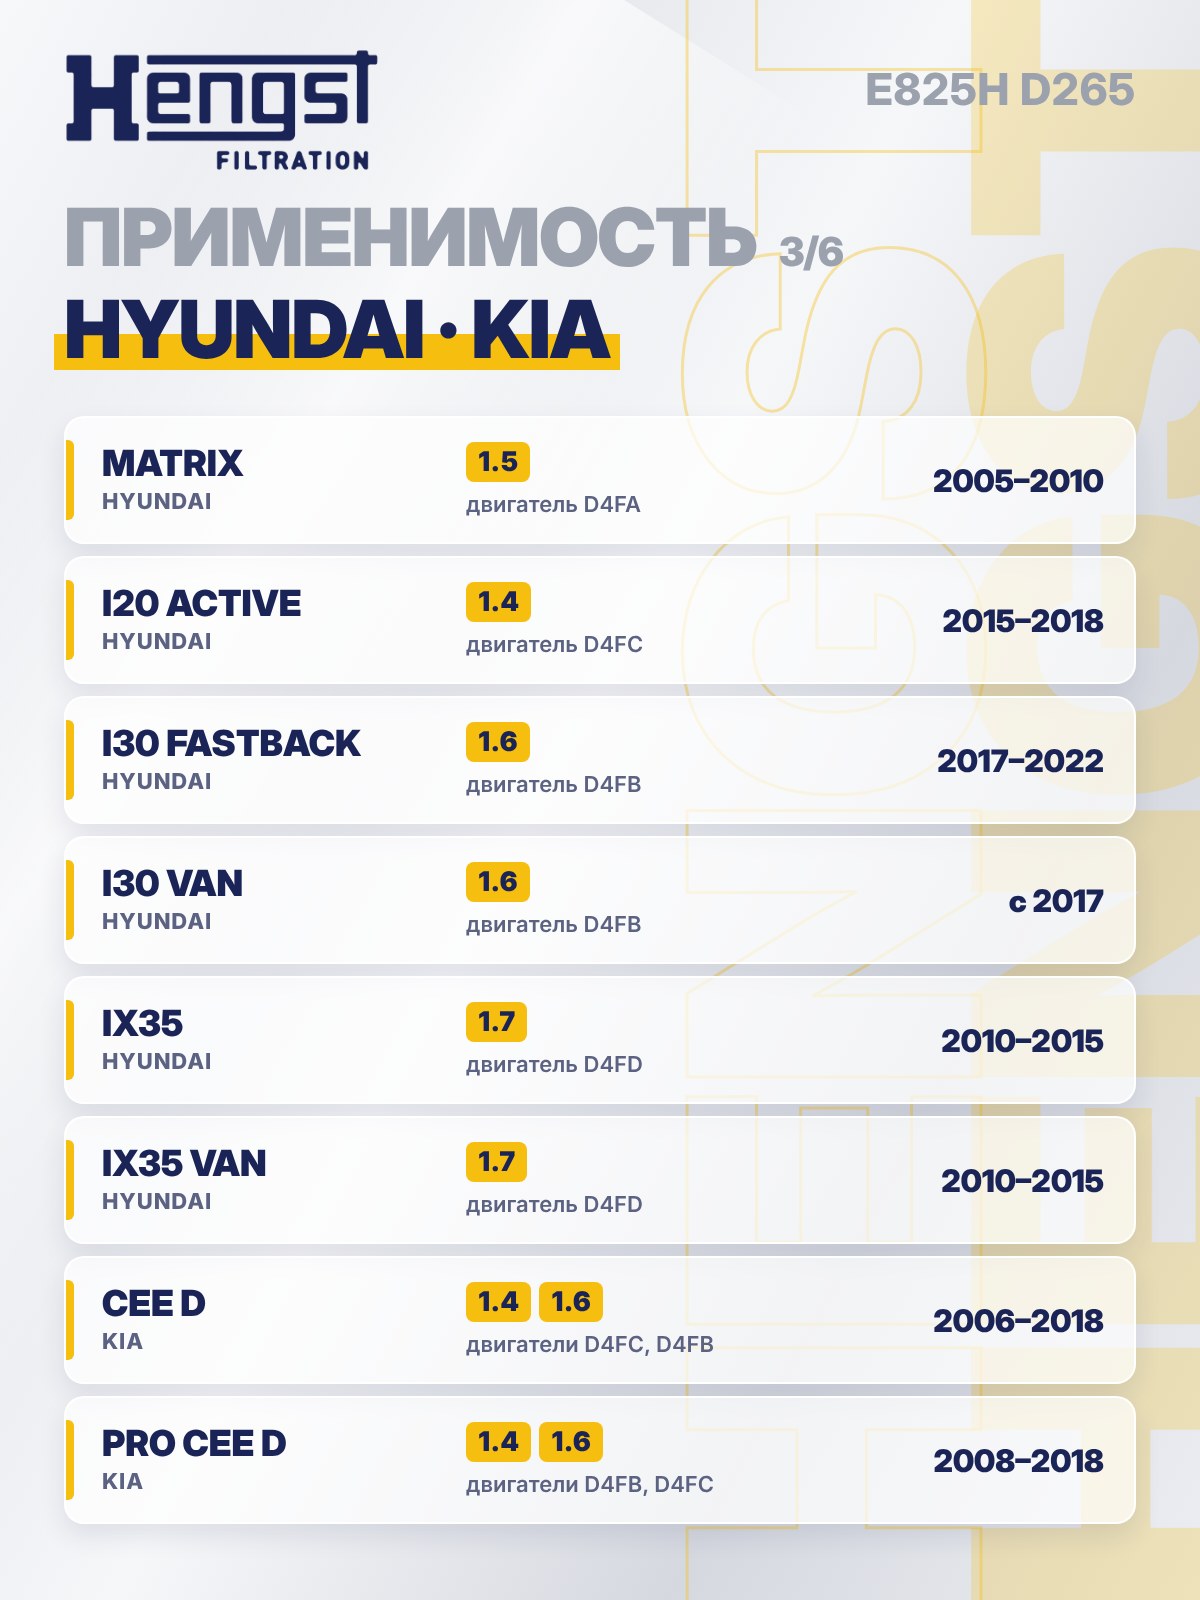 Hengst
FILTRATION
E825H D265
ПРИМЕНИМОСТЬ 3/6
HYUNDAI · KIA
MATRIX
HYUNDAI
1.5
двигатель D4FA
2005–2010
I20 ACTIVE
HYUNDAI
1.4
двигатель D4FC
2015–2018
I30 FASTBACK
HYUNDAI
1.6
двигатель D4FB
2017–2022
I30 VAN
HYUNDAI
1.6
двигатель D4FB
с 2017
IX35
HYUNDAI
1.7
двигатель D4FD
2010–2015
IX35 VAN
HYUNDAI
1.7
двигатель D4FD
2010–2015
CEE D
KIA
1.4 1.6
двигатели D4FC, D4FB
2006–2018
PRO CEE D
KIA
1.4 1.6
двигатели D4FB, D4FC
2008–2018
HENGST
HENGST